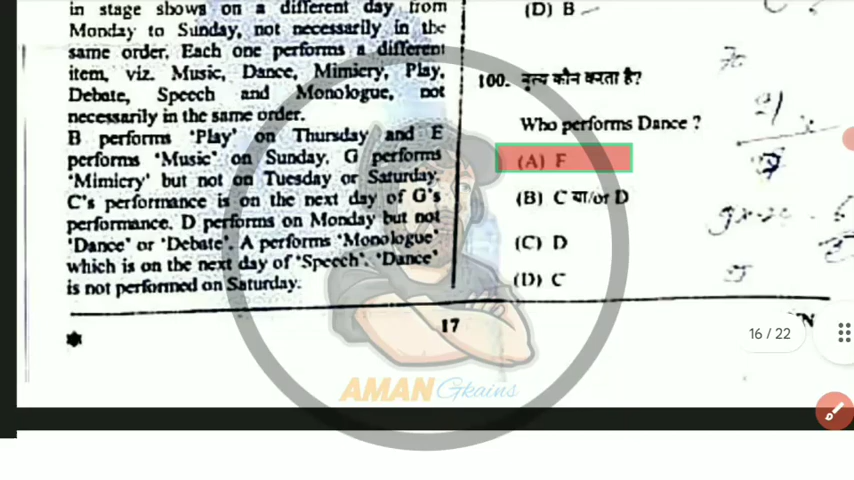 in stage shows on a different day from
Monday to Sunday, not necessarily in the
same order. Each one performs a different
item, viz. Music, Dance, Mimicry, Play,
Debate, Speech and Monologue, not
necessarily in the same order.
B performs 'Play' on Thursday and E
performs 'Music' on Sunday. G performs
'Mimicry' but not on Tuesday or Saturday.
C's performance is on the next day of G's
performance. D performs on Monday but not
'Dance' or 'Debate'. A performs 'Monologue'
which is on the next day of 'Speech'. 'Dance'
is not performed on Saturday.
17
(D) B
100. नृत्य कौन करता है?
Who performs Dance ?
(A) F
(B) C या/or D
(C) D
(D) C
16 / 22
AMAN Gkains